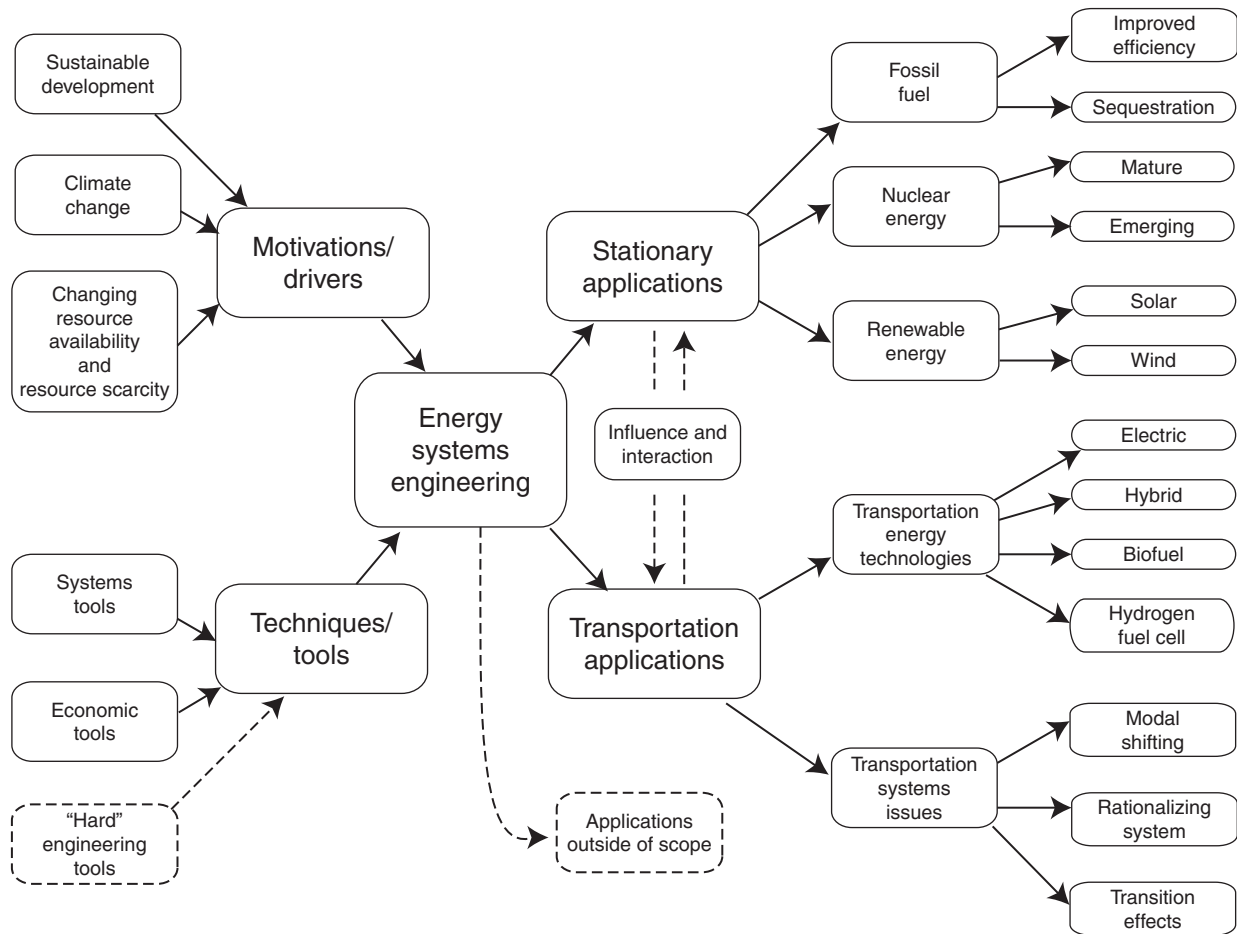 Sustainable
development
Climate
change
Changing
resource
availability
and
resource scarcity
Motivations/
drivers
Systems
tools
Economic
tools
“Hard”
engineering
tools
Techniques/
tools
Energy
systems
engineering
Stationary
applications
Influence and
interaction
Transportation
applications
Applications
outside of scope
Fossil
fuel
Improved
efficiency
Sequestration
Nuclear
energy
Mature
Emerging
Renewable
energy
Solar
Wind
Transportation
energy
technologies
Electric
Hybrid
Biofuel
Hydrogen
fuel cell
Transportation
systems
issues
Modal
shifting
Rationalizing
system
Transition
effects